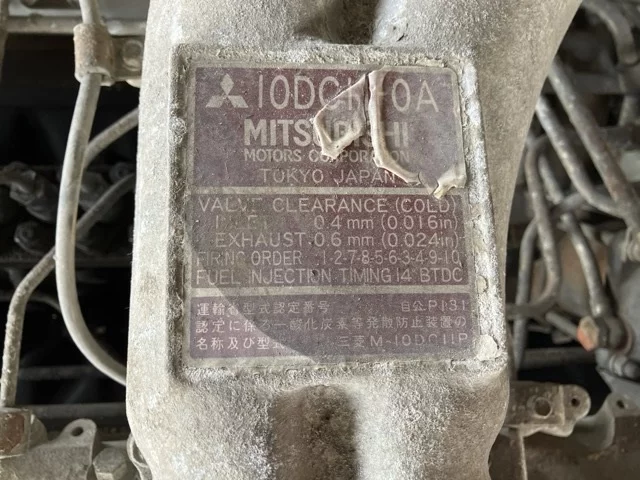 MITSUBISHI
MOTORS CORPORATION
TOKYO JAPAN
VALVE CLEARANCE (COLD)
INLET 0.4 mm (0.016in)
EXHAUST 0.6 mm (0.024in)
FIRING ORDER 1-2-7-8-5-6-3-4-9-10
FUEL INJECTION TIMING 14° BTDC
運輸省型式認定番号 自公P131
認定に係る一酸化炭素等発散防止装置の
名称及び型式 三菱M-10DC11P